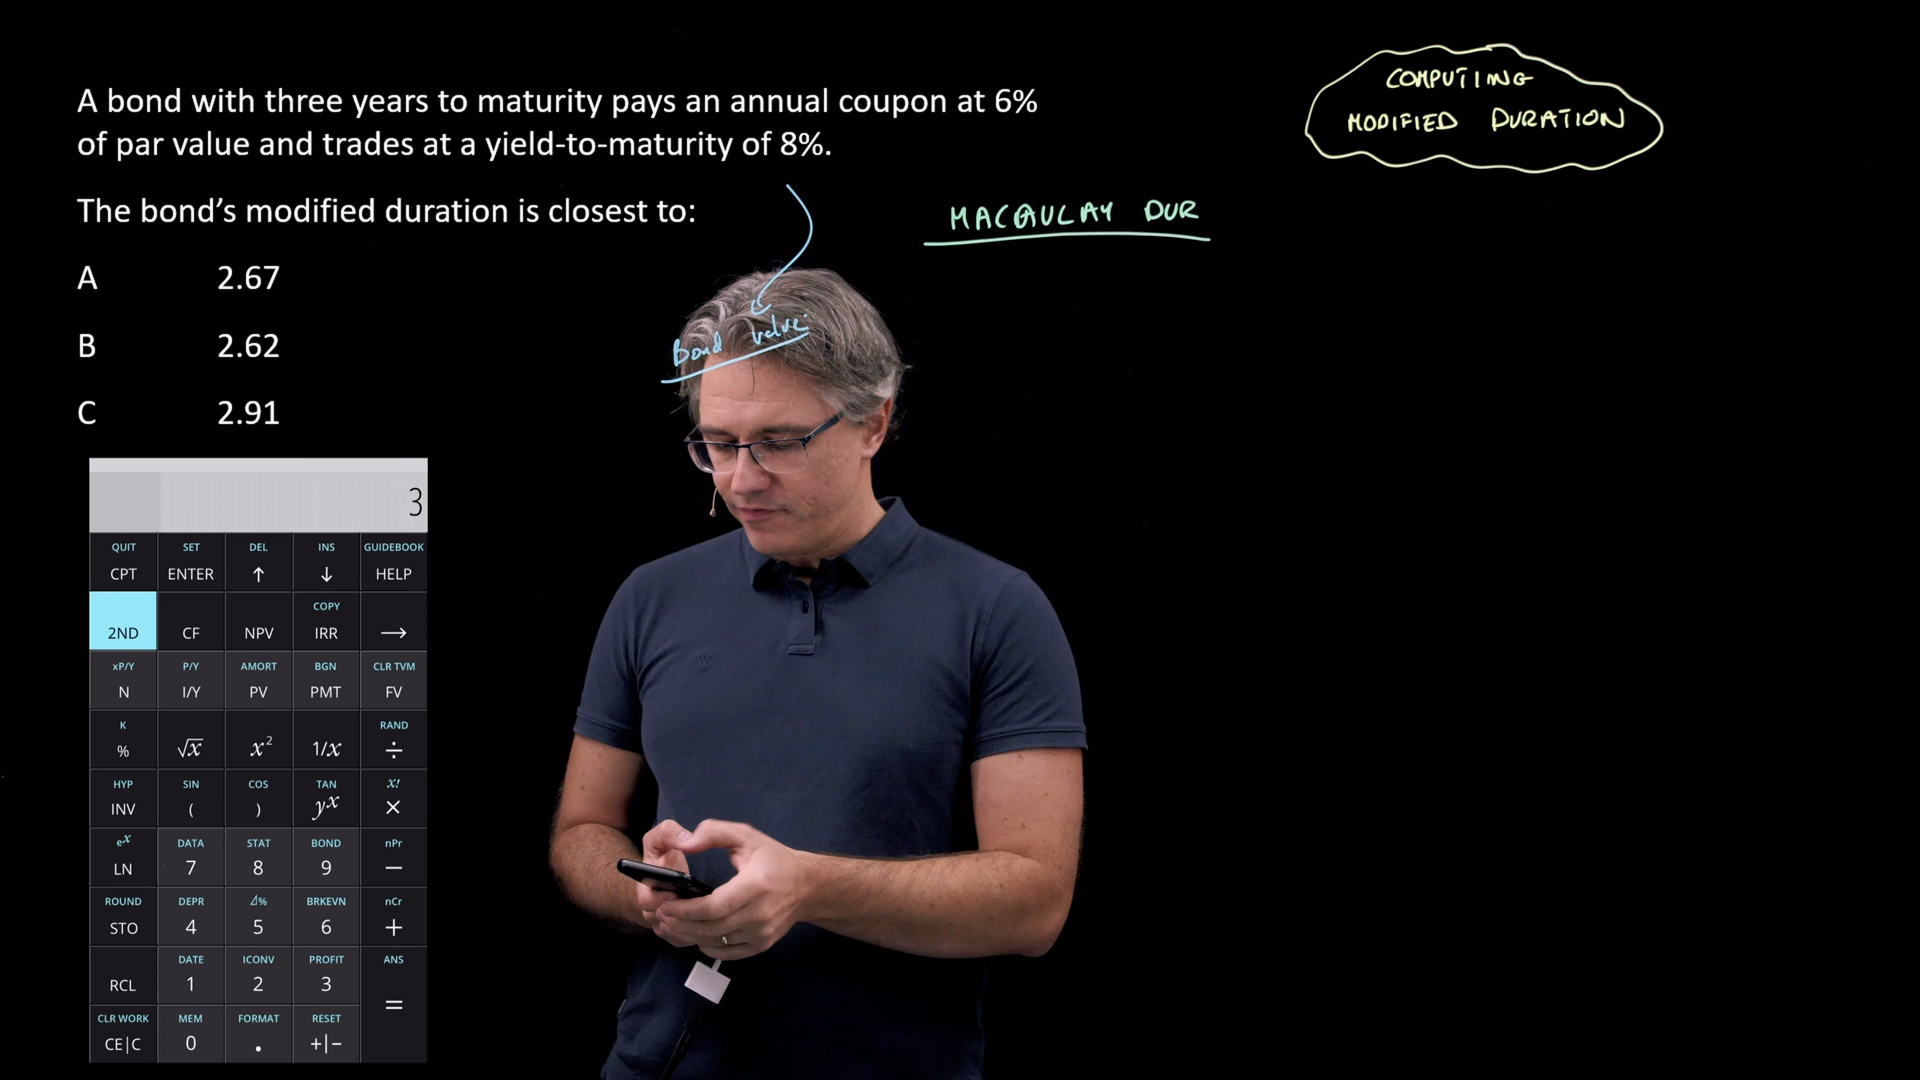 A bond with three years to maturity pays an annual coupon at 6%
of par value and trades at a yield-to-maturity of 8%.
The bond's modified duration is closest to:
A 2.67
B 2.62
C 2.91
COMPUTING
MODIFIED DURATION
MACAULAY DUR
Bond value
3
QUIT SET DEL INS GUIDEBOOK
CPT ENTER ↑ ↓ HELP
COPY
2ND CF NPV IRR →
xP/Y P/Y AMORT BGN CLR TVM
N I/Y PV PMT FV
K RAND
% √x x² 1/x ÷
HYP SIN COS TAN x!
INV ( ) yˣ ×
eˣ DATA STAT BOND nPr
LN 7 8 9 −
ROUND DEPR ⊿% BRKEVN nCr
STO 4 5 6 +
DATE ICONV PROFIT ANS
RCL 1 2 3 =
CLR WORK MEM FORMAT RESET
CE|C 0 . +|−